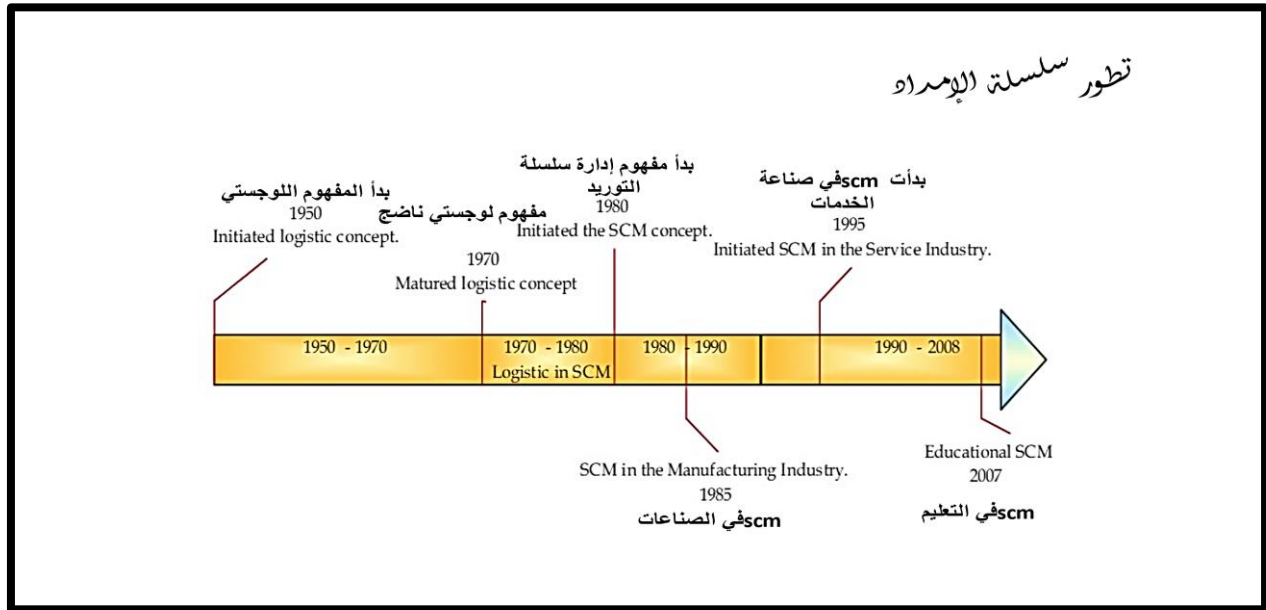 تطور سلسلة الإمداد
بدأ المفهوم اللوجستي
1950
Initiated logistic concept.
مفهوم لوجستي ناضج
1970
Matured logistic concept
بدأ مفهوم إدارة سلسلة
التوريد
1980
Initiated the SCM concept.
بدأت scmفي صناعة
الخدمات
1995
Initiated SCM in the Service Industry.
1950 - 1970
1970 - 1980
Logistic in SCM
1980 - 1990
1990 - 2008
SCM in the Manufacturing Industry.
1985
scmفي الصناعات
Educational SCM
2007
scmفي التعليم